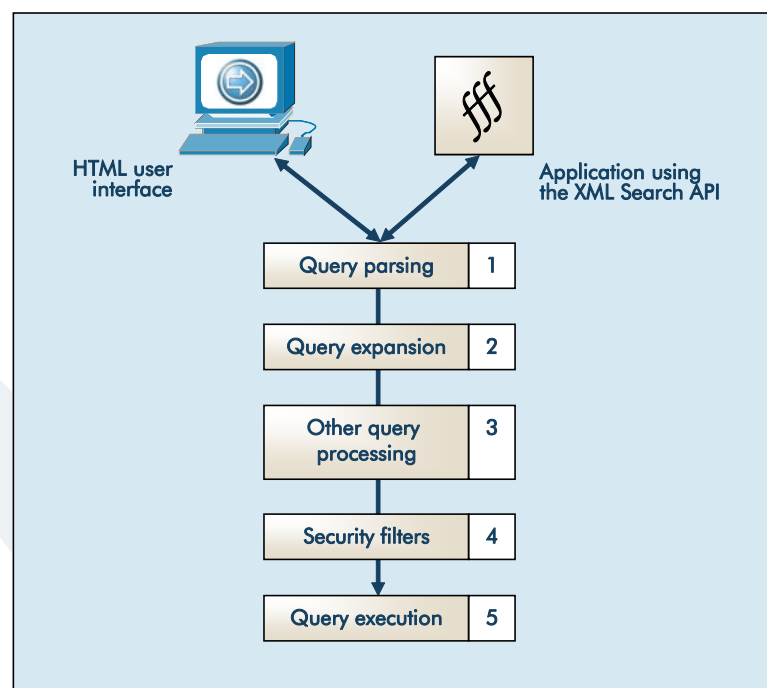 fff
HTML user
interface
Application using
the XML Search API
Query parsing 1
Query expansion 2
Other query 3
processing
Security filters 4
Query execution 5